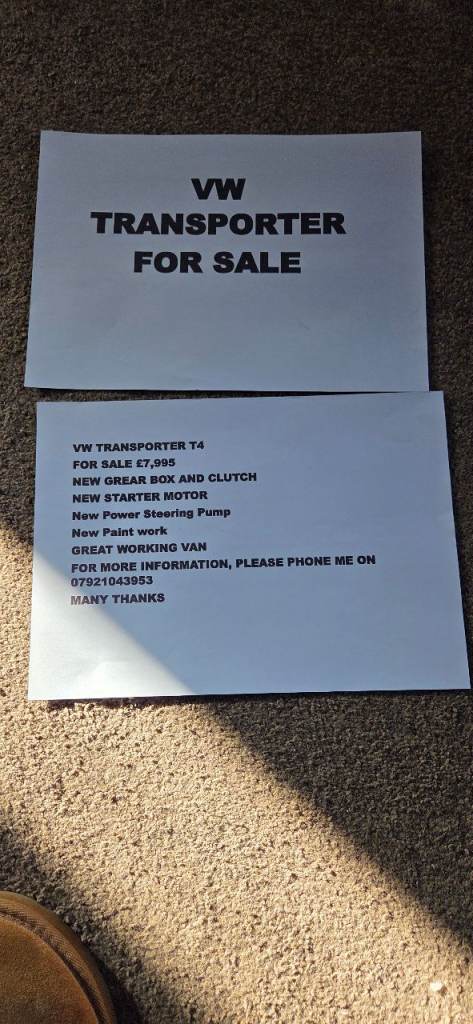 VW
TRANSPORTER
FOR SALE
VW TRANSPORTER T4
FOR SALE £7,995
NEW GREAR BOX AND CLUTCH
NEW STARTER MOTOR
New Power Steering Pump
New Paint work
GREAT WORKING VAN
FOR MORE INFORMATION, PLEASE PHONE ME ON
07921043953
MANY THANKS